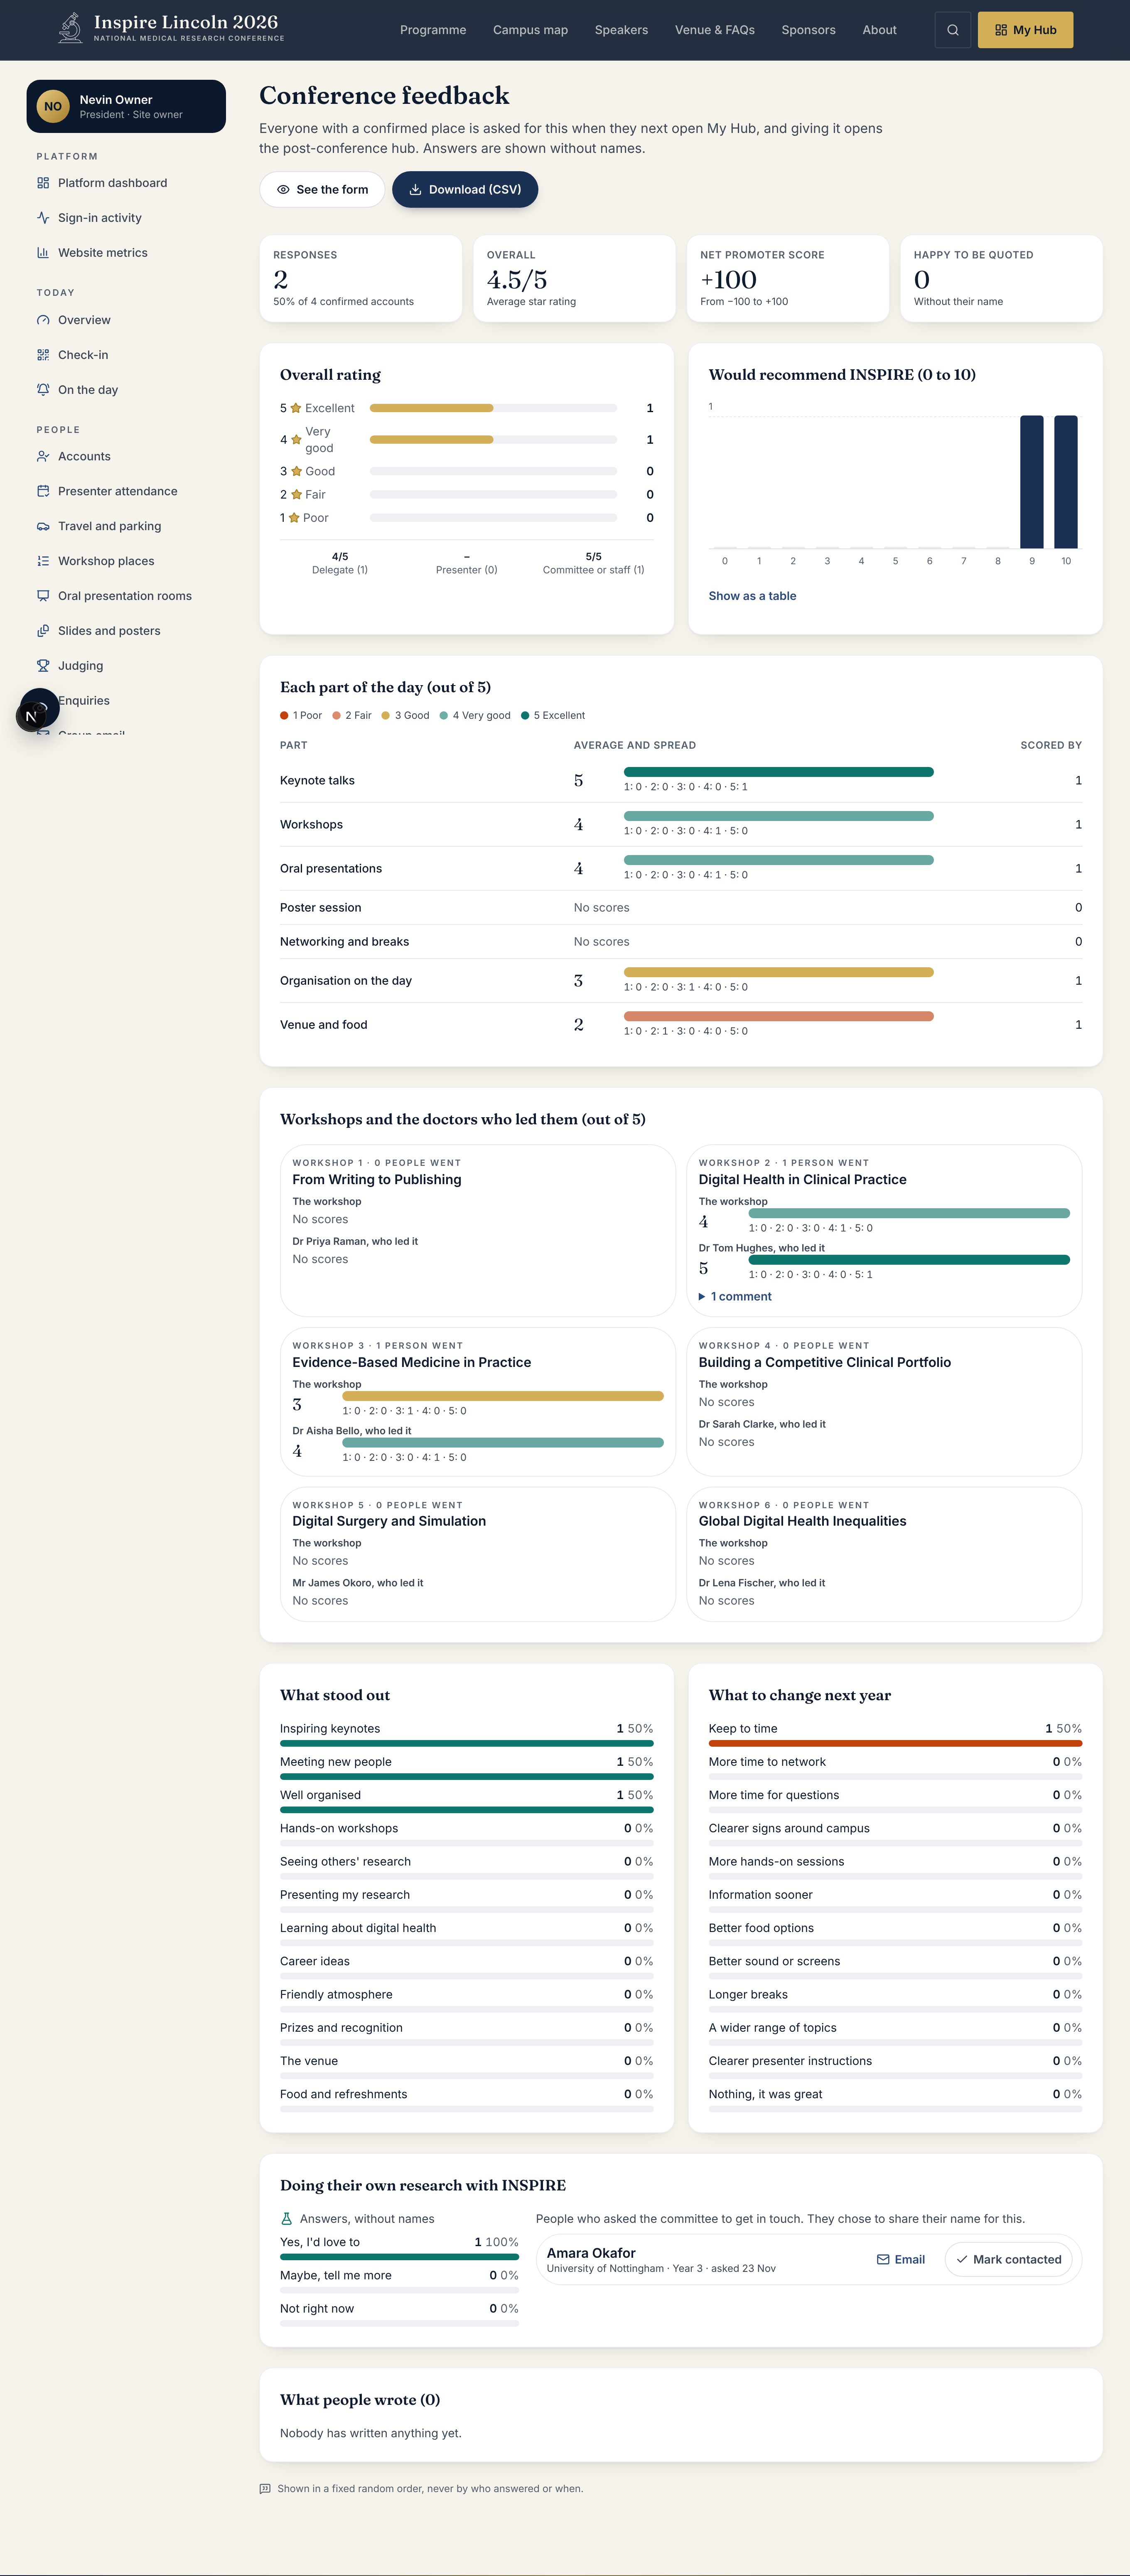 Inspire Lincoln 2026
NATIONAL MEDICAL RESEARCH CONFERENCE
Programme
Campus map
Speakers
Venue & FAQs
Sponsors
About
My Hub
NO
Nevin Owner
President · Site owner
PLATFORM
Platform dashboard
Sign-in activity
Website metrics
TODAY
Overview
Check-in
On the day
PEOPLE
Accounts
Presenter attendance
Travel and parking
Workshop places
Oral presentation rooms
Slides and posters
Judging
Enquiries
N
Group email
Conference feedback
Everyone with a confirmed place is asked for this when they next open My Hub, and giving it opens
the post-conference hub. Answers are shown without names.
See the form
Download (CSV)
RESPONSES
2
50% of 4 confirmed accounts
OVERALL
4.5/5
Average star rating
NET PROMOTER SCORE
+100
From −100 to +100
HAPPY TO BE QUOTED
0
Without their name
Overall rating
5 Excellent 1
4 Very good 1
3 Good 0
2 Fair 0
1 Poor 0
4/5
Delegate (1)
–
Presenter (0)
5/5
Committee or staff (1)
Would recommend INSPIRE (0 to 10)
1
0 1 2 3 4 5 6 7 8 9 10
Show as a table
Each part of the day (out of 5)
1 Poor 2 Fair 3 Good 4 Very good 5 Excellent
PART AVERAGE AND SPREAD SCORED BY
Keynote talks 5 1
1: 0 · 2: 0 · 3: 0 · 4: 0 · 5: 1
Workshops 4 1
1: 0 · 2: 0 · 3: 0 · 4: 1 · 5: 0
Oral presentations 4 1
1: 0 · 2: 0 · 3: 0 · 4: 1 · 5: 0
Poster session No scores 0
Networking and breaks No scores 0
Organisation on the day 3 1
1: 0 · 2: 0 · 3: 1 · 4: 0 · 5: 0
Venue and food 2 1
1: 0 · 2: 1 · 3: 0 · 4: 0 · 5: 0
Workshops and the doctors who led them (out of 5)
WORKSHOP 1 · 0 PEOPLE WENT
From Writing to Publishing
The workshop
No scores
Dr Priya Raman, who led it
No scores
WORKSHOP 2 · 1 PERSON WENT
Digital Health in Clinical Practice
The workshop
4
1: 0 · 2: 0 · 3: 0 · 4: 1 · 5: 0
Dr Tom Hughes, who led it
5
1: 0 · 2: 0 · 3: 0 · 4: 0 · 5: 1
1 comment
WORKSHOP 3 · 1 PERSON WENT
Evidence-Based Medicine in Practice
The workshop
3
1: 0 · 2: 0 · 3: 1 · 4: 0 · 5: 0
Dr Aisha Bello, who led it
4
1: 0 · 2: 0 · 3: 0 · 4: 1 · 5: 0
WORKSHOP 4 · 0 PEOPLE WENT
Building a Competitive Clinical Portfolio
The workshop
No scores
Dr Sarah Clarke, who led it
No scores
WORKSHOP 5 · 0 PEOPLE WENT
Digital Surgery and Simulation
The workshop
No scores
Mr James Okoro, who led it
No scores
WORKSHOP 6 · 0 PEOPLE WENT
Global Digital Health Inequalities
The workshop
No scores
Dr Lena Fischer, who led it
No scores
What stood out
Inspiring keynotes 1 50%
Meeting new people 1 50%
Well organised 1 50%
Hands-on workshops 0 0%
Seeing others' research 0 0%
Presenting my research 0 0%
Learning about digital health 0 0%
Career ideas 0 0%
Friendly atmosphere 0 0%
Prizes and recognition 0 0%
The venue 0 0%
Food and refreshments 0 0%
What to change next year
Keep to time 1 50%
More time to network 0 0%
More time for questions 0 0%
Clearer signs around campus 0 0%
More hands-on sessions 0 0%
Information sooner 0 0%
Better food options 0 0%
Better sound or screens 0 0%
Longer breaks 0 0%
A wider range of topics 0 0%
Clearer presenter instructions 0 0%
Nothing, it was great 0 0%
Doing their own research with INSPIRE
Answers, without names
Yes, I'd love to 1 100%
Maybe, tell me more 0 0%
Not right now 0 0%
People who asked the committee to get in touch. They chose to share their name for this.
Amara Okafor
University of Nottingham · Year 3 · asked 23 Nov
Email
Mark contacted
What people wrote (0)
Nobody has written anything yet.
Shown in a fixed random order, never by who answered or when.